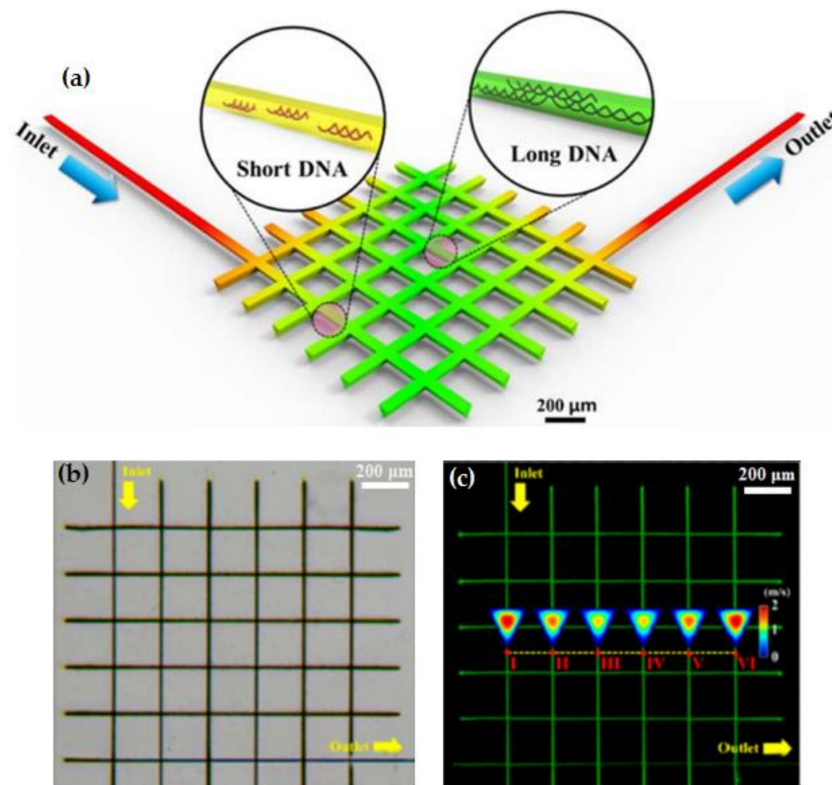 (a)
Inlet
Short DNA
Long DNA
Outlet
200 μm
(b)
Inlet
200 μm
Outlet
(c)
Inlet
200 μm
(m/s)
2
1
0
I II III IV V VI
Outlet